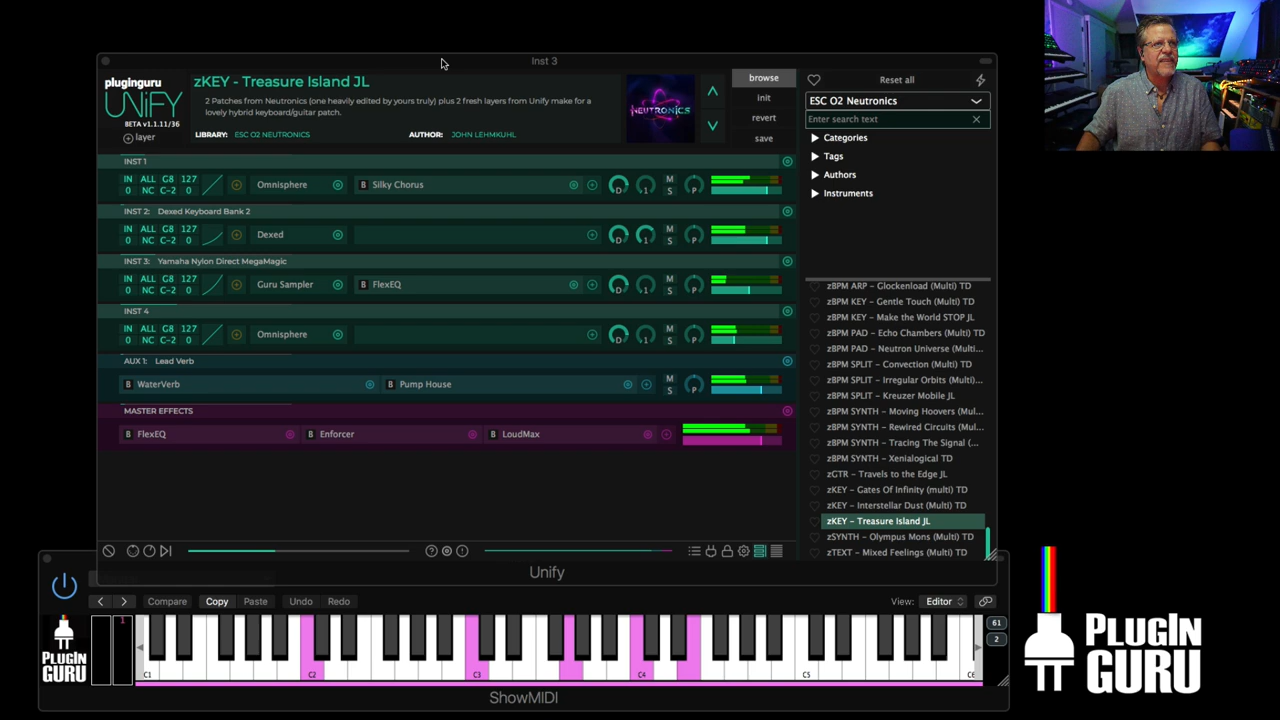 Inst 3
pluginguru
UNIFY
BETA v1.1.11/36
layer
zKEY - Treasure Island JL
2 Patches from Neutronics (one heavily edited by yours truly) plus 2 fresh layers from Unify make for a
lovely hybrid keyboard/guitar patch.
LIBRARY: ESC O2 NEUTRONICS AUTHOR: JOHN LEHMKUHL
NEUTRONICS
browse
init
revert
save
INST 1
IN ALL G8 127
0 NC C-2 0
Omnisphere
B Silky Chorus
D 1 M S P
INST 2: Dexed Keyboard Bank 2
IN ALL G8 127
0 NC C-2 0
Dexed
D 1 M S P
INST 3: Yamaha Nylon Direct MegaMagic
IN ALL G8 127
0 NC C-2 0
Guru Sampler
B FlexEQ
D 1 M S P
INST 4
IN ALL G8 127
0 NC C-2 0
Omnisphere
D 1 M S P
AUX 1: Lead Verb
B WaterVerb B Pump House M S P
MASTER EFFECTS
B FlexEQ B Enforcer B LoudMax
Reset all
ESC O2 Neutronics
Enter search text
Categories
Tags
Authors
Instruments
zBPM ARP - Glockenload (Multi) TD
zBPM KEY - Gentle Touch (Multi) TD
zBPM KEY - Make the World STOP JL
zBPM PAD - Echo Chambers (Multi) TD
zBPM PAD - Neutron Universe (Multi...
zBPM SPLIT - Convection (Multi) TD
zBPM SPLIT - Irregular Orbits (Multi) TD
zBPM SPLIT - Kreuzer Mobile JL
zBPM SYNTH - Moving Hoovers (Multi) TD
zBPM SYNTH - Rewired Circuits (Mul...
zBPM SYNTH - Tracing The Signal (...
zBPM SYNTH - Xenialogical TD
zGTR - Travels to the Edge JL
zKEY - Gates Of Infinity (multi) TD
zKEY - Interstellar Dust (Multi) TD
zKEY - Treasure Island JL
zSYNTH - Olympus Mons (Multi) TD
zTEXT - Mixed Feelings (Multi) TD
Unify
Compare Copy Paste Undo Redo View: Editor
PLUGIN
GURU
1
C1 C2 C3 C4 C5 C6
61
2
ShowMIDI
PLUGIN
GURU